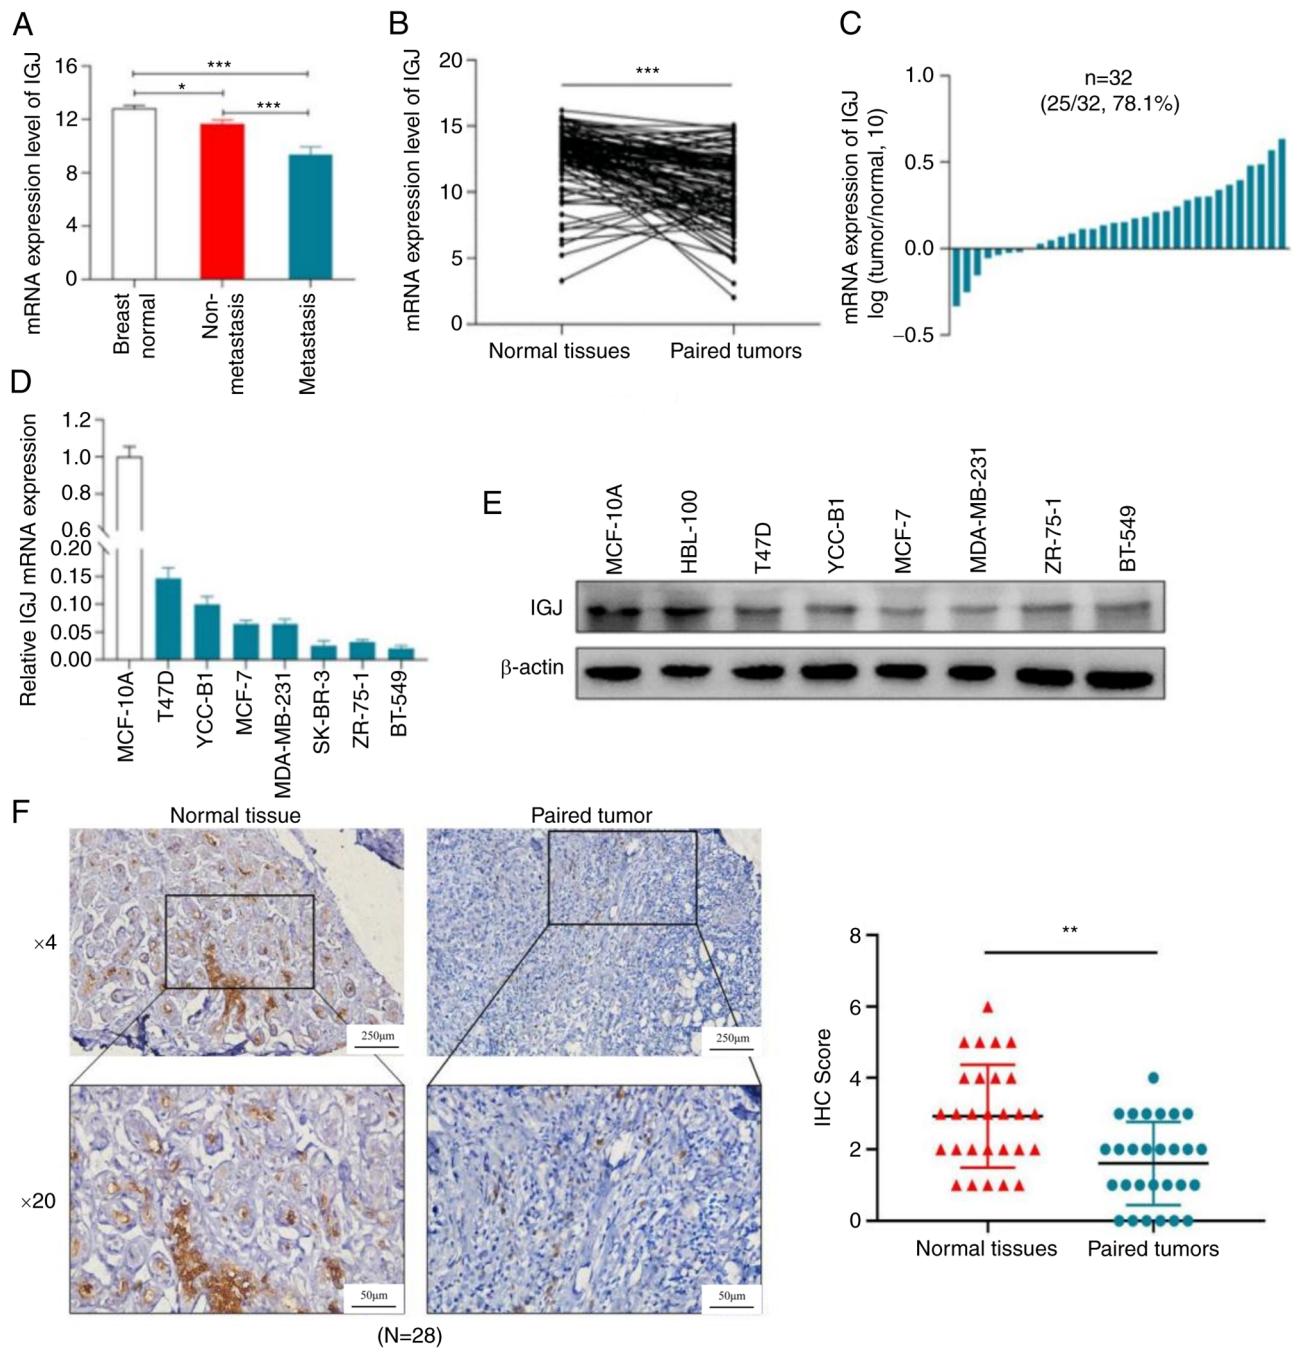 A
mRNA expression level of IGJ
16
12
8
4
0
***
*
***
Breast
normal
Non-
metastasis
Metastasis
B
mRNA expression level of IGJ
20
15
10
5
0
***
Normal tissues
Paired tumors
C
mRNA expression of IGJ
log (tumor/normal, 10)
1.0
0.5
0.0
−0.5
n=32
(25/32, 78.1%)
D
Relative IGJ mRNA expression
1.2
1.0
0.8
0.6
0.20
0.15
0.10
0.05
0.00
MCF-10A
T47D
YCC-B1
MCF-7
MDA-MB-231
SK-BR-3
ZR-75-1
BT-549
E
MCF-10A
HBL-100
T47D
YCC-B1
MCF-7
MDA-MB-231
ZR-75-1
BT-549
IGJ
β-actin
F
Normal tissue
Paired tumor
×4
250μm
250μm
×20
50μm
50μm
(N=28)
IHC Score
8
6
4
2
0
**
Normal tissues
Paired tumors